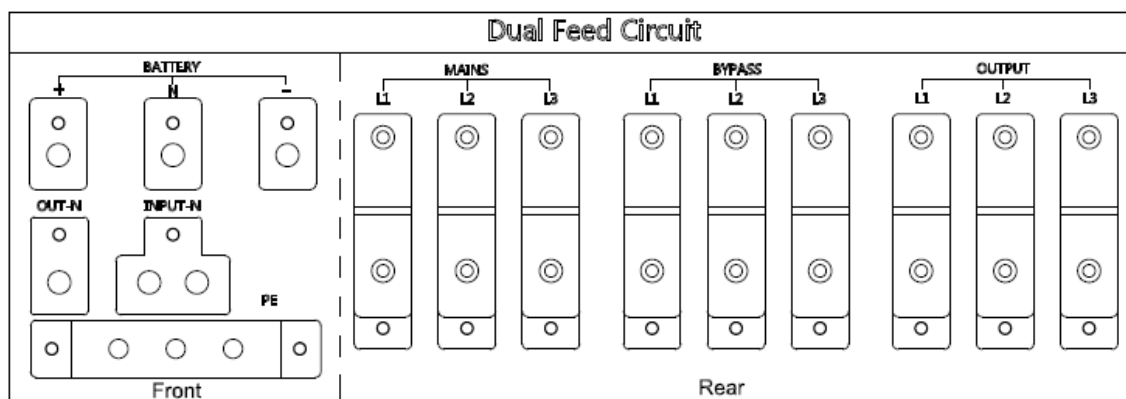 Dual Feed Circuit
BATTERY
+ N -
OUT-N INPUT-N
PE
Front
MAINS BYPASS OUTPUT
L1 L2 L3 L1 L2 L3 L1 L2 L3
Rear